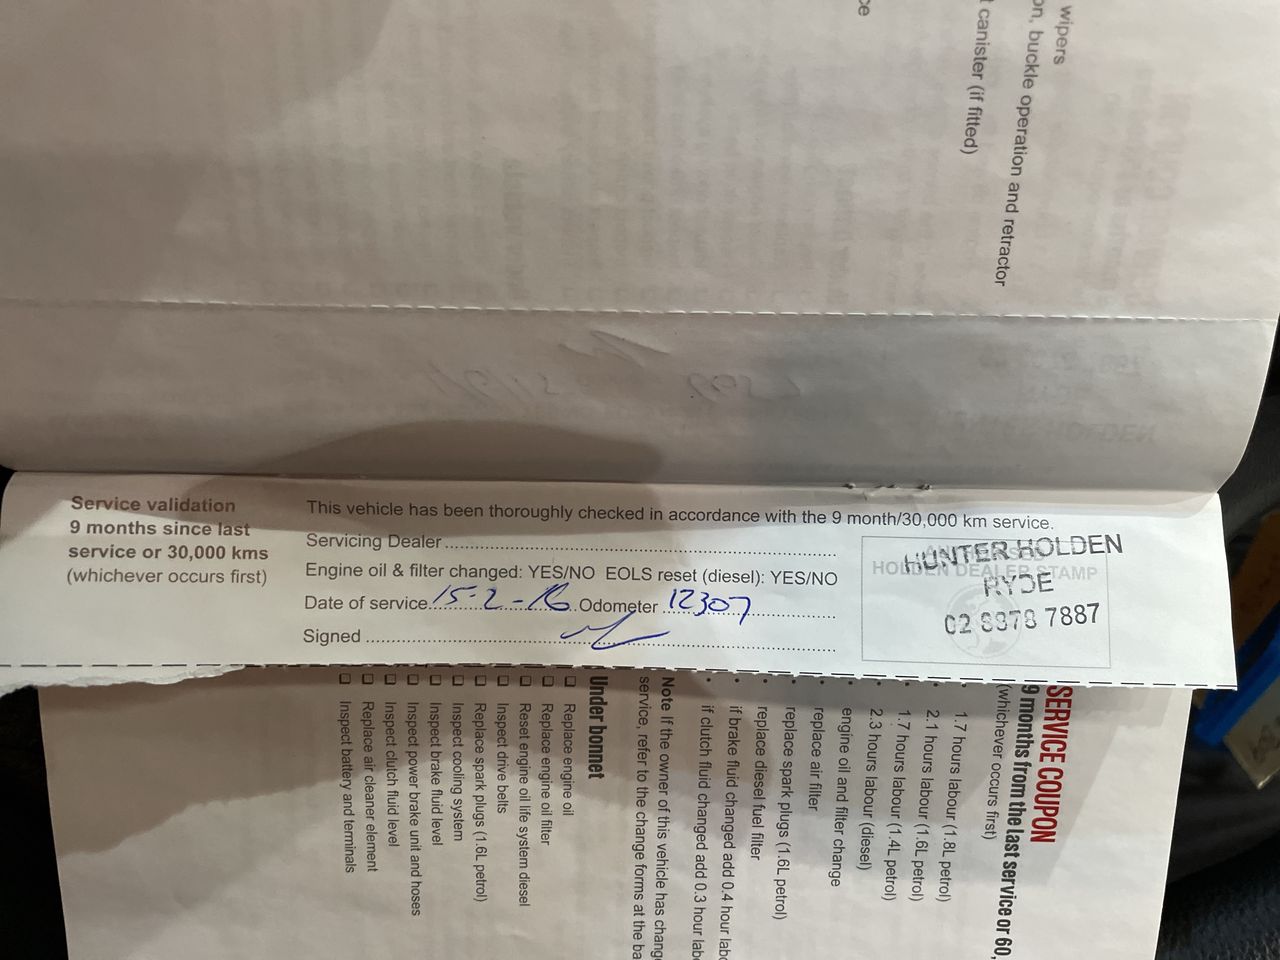 wipers
on, buckle operation and retractor
t canister (if fitted)
ce
Service validation
9 months since last
service or 30,000 kms
(whichever occurs first)
This vehicle has been thoroughly checked in accordance with the 9 month/30,000 km service.
Servicing Dealer
Engine oil & filter changed: YES/NO EOLS reset (diesel): YES/NO
Date of service 15-2-16 Odometer 12307
Signed
HOLDEN DEALER STAMP
HUNTER HOLDEN
RYDE
02 8878 7887
SERVICE COUPON
9 months from the last service or 60,
(whichever occurs first)
• 1.7 hours labour (1.8L petrol)
• 2.1 hours labour (1.6L petrol)
• 1.7 hours labour (1.4L petrol)
• 2.3 hours labour (diesel)
engine oil and filter change
• replace air filter
• replace spark plugs (1.6L petrol)
• replace diesel fuel filter
• if brake fluid changed add 0.4 hour labo
• if clutch fluid changed add 0.3 hour labo
Note If the owner of this vehicle has change
service, refer to the change forms at the ba
Under bonnet
❑ Replace engine oil
❑ Replace engine oil filter
❑ Reset engine oil life system diesel
❑ Inspect drive belts
❑ Replace spark plugs (1.6L petrol)
❑ Inspect cooling system
❑ Inspect brake fluid level
❑ Inspect power brake unit and hoses
❑ Inspect clutch fluid level
❑ Replace air cleaner element
❑ Inspect battery and terminals